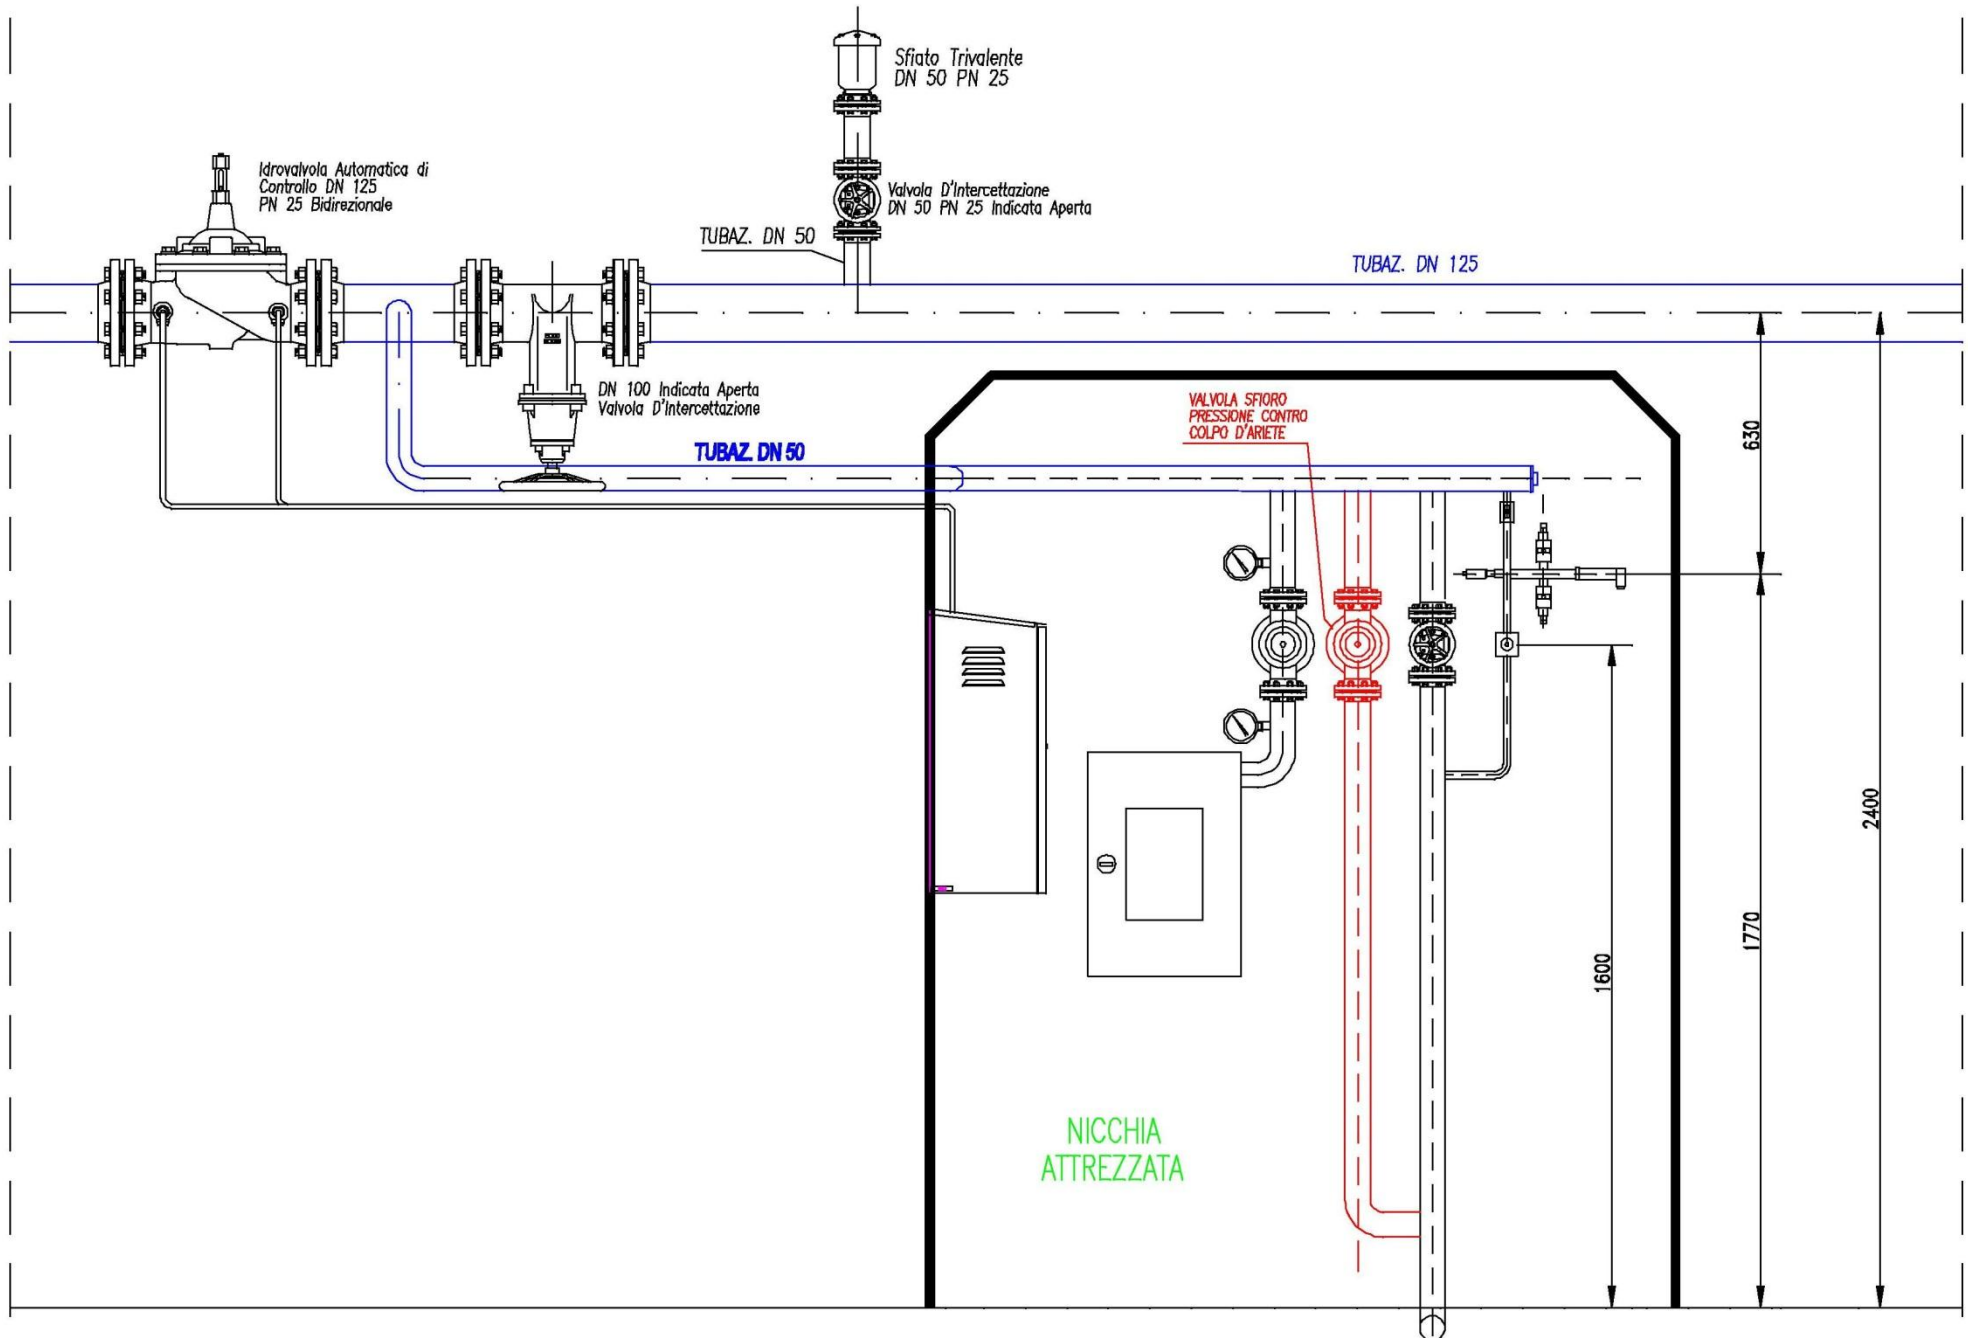 Sfiato Trivalente
DN 50 PN 25
Idrovalvola Automatica di
Controllo DN 125
PN 25 Bidirezionale
Valvola D'Intercettazione
DN 50 PN 25 Indicata Aperta
TUBAZ. DN 50
TUBAZ. DN 125
DN 100 Indicata Aperta
Valvola D'Intercettazione
VALVOLA SFIORO
PRESSIONE CONTRO
COLPO D'ARIETE
TUBAZ. DN 50
630
2400
1770
1600
NICCHIA
ATTREZZATA